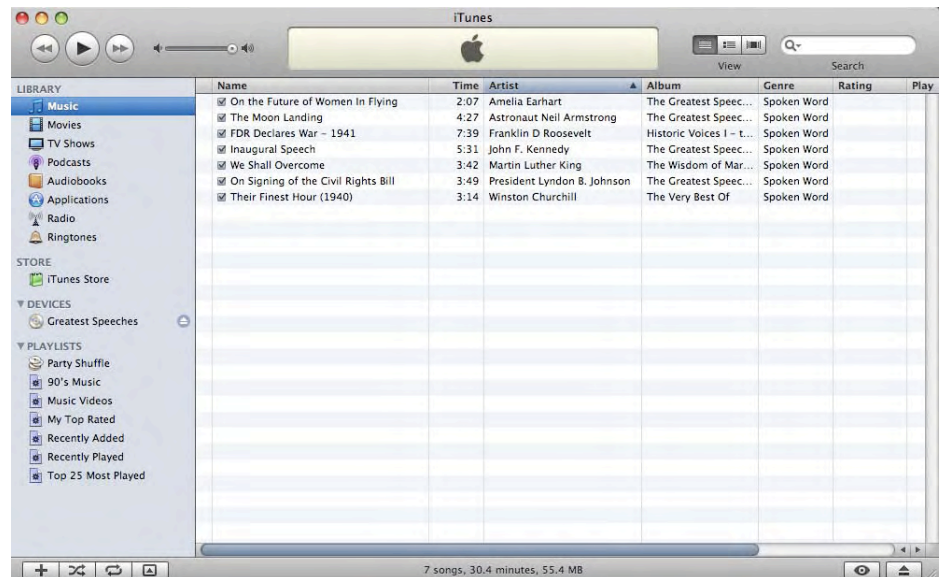 iTunes
View
Search
LIBRARY
Music
Movies
TV Shows
Podcasts
Audiobooks
Applications
Radio
Ringtones
STORE
iTunes Store
DEVICES
Greatest Speeches
PLAYLISTS
Party Shuffle
90's Music
Music Videos
My Top Rated
Recently Added
Recently Played
Top 25 Most Played
Name Time Artist Album Genre Rating Play
On the Future of Women In Flying 2:07 Amelia Earhart The Greatest Speec... Spoken Word
The Moon Landing 4:27 Astronaut Neil Armstrong The Greatest Speec... Spoken Word
FDR Declares War – 1941 7:39 Franklin D Roosevelt Historic Voices I – t... Spoken Word
Inaugural Speech 5:31 John F. Kennedy The Greatest Speec... Spoken Word
We Shall Overcome 3:42 Martin Luther King The Wisdom of Mar... Spoken Word
On Signing of the Civil Rights Bill 3:49 President Lyndon B. Johnson The Greatest Speec... Spoken Word
Their Finest Hour (1940) 3:14 Winston Churchill The Very Best Of Spoken Word
7 songs, 30.4 minutes, 55.4 MB